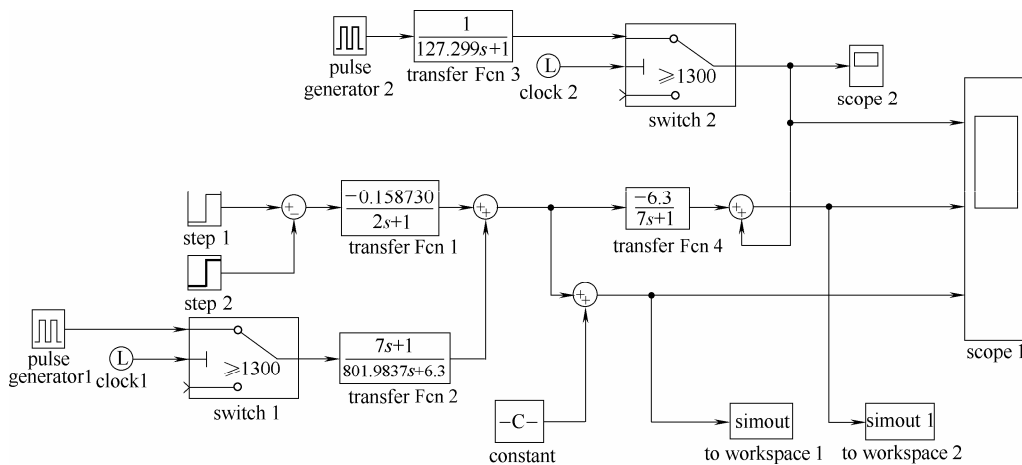 1
127.299s+1
pulse
generator 2
transfer Fcn 3
L
clock 2
≥1300
switch 2
scope 2
step 1
+
−
−0.158730
2s+1
transfer Fcn 1
+
+
−6.3
7s+1
transfer Fcn 4
+
+
step 2
+
+
pulse
generator1
L
clock1
≥1300
switch 1
7s+1
801.9837s+6.3
transfer Fcn 2
scope 1
−C−
constant
simout
to workspace 1
simout 1
to workspace 2